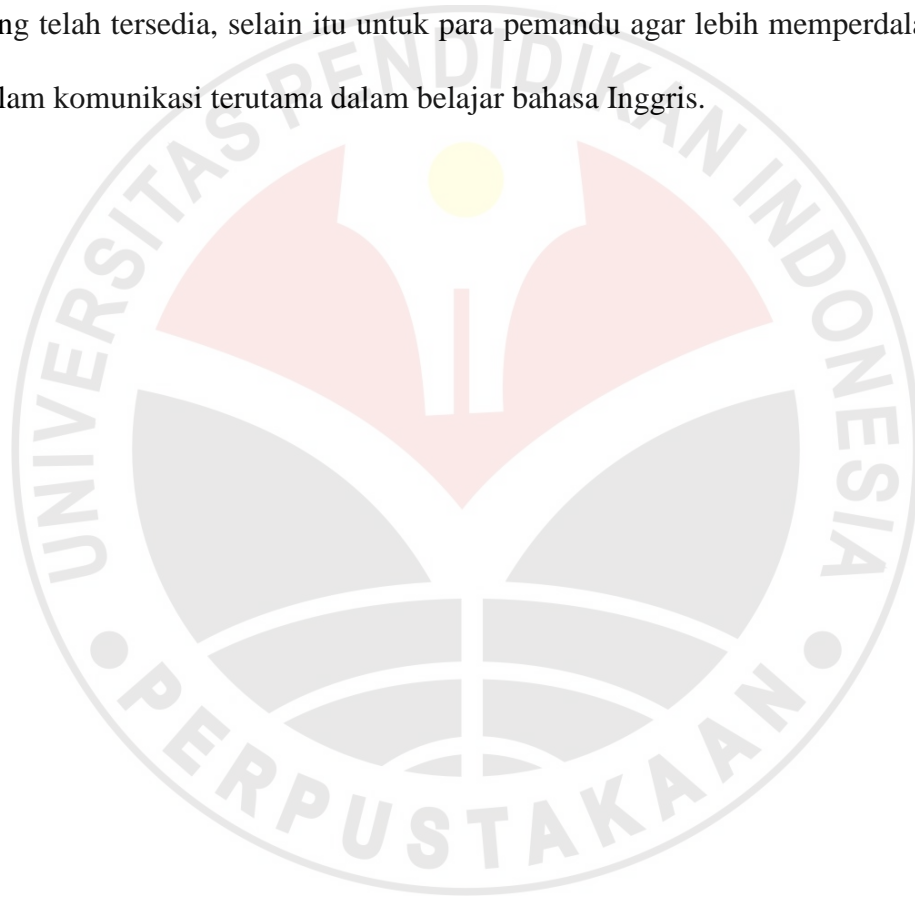 ng telah tersedia, selain itu untuk para pemandu agar lebih memperdala
lam komunikasi terutama dalam belajar bahasa Inggris.
UNIVERSITAS PENDIDIKAN INDONESIA
PERPUSTAKAAN